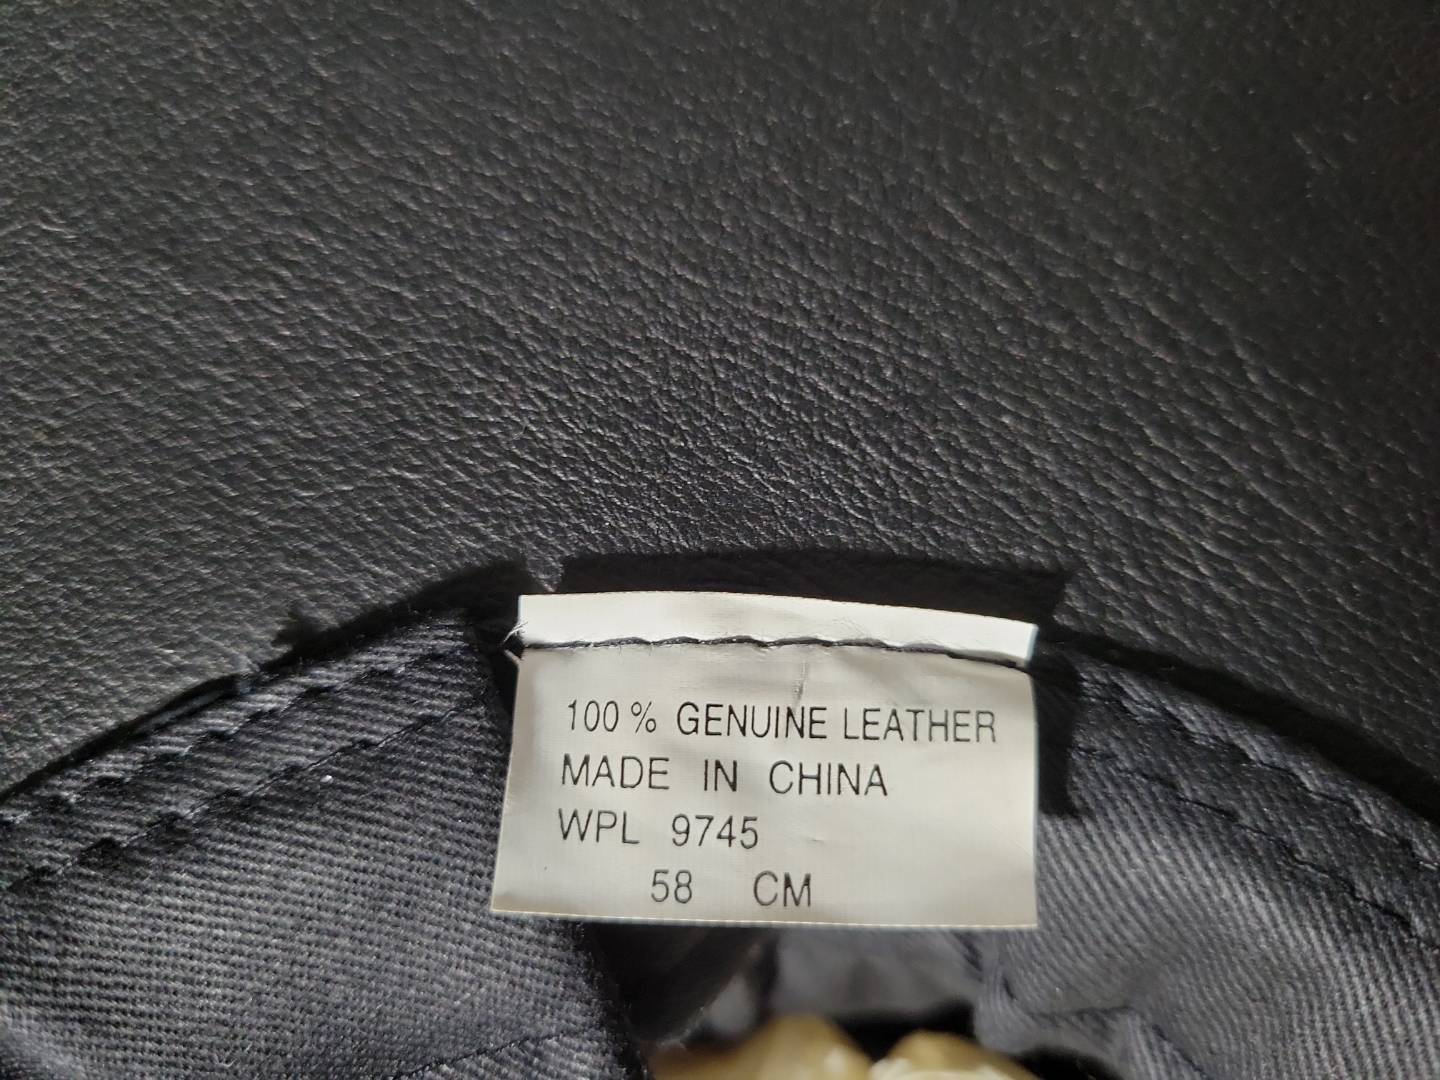 100 % GENUINE LEATHER
MADE IN CHINA
WPL 9745
58 CM